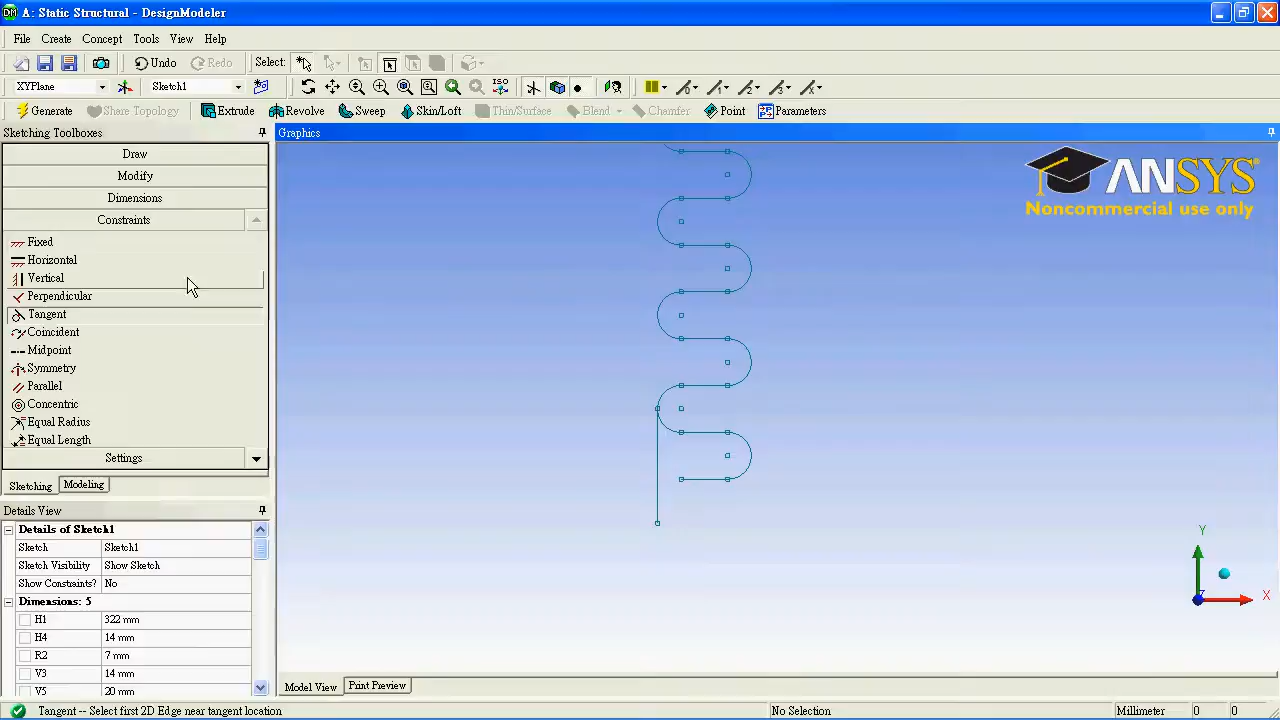 A: Static Structural - DesignModeler
File Create Concept Tools View Help
Undo Redo Select:
XYPlane Sketch1 ISO
Generate Share Topology Extrude Revolve Sweep Skin/Loft Thin/Surface Blend Chamfer Point Parameters
Sketching Toolboxes
Draw
Modify
Dimensions
Constraints
Fixed
Horizontal
Vertical
Perpendicular
Tangent
Coincident
Midpoint
Symmetry
Parallel
Concentric
Equal Radius
Equal Length
Settings
Sketching Modeling
Details View
Details of Sketch1
Sketch Sketch1
Sketch Visibility Show Sketch
Show Constraints? No
Dimensions: 5
H1 322 mm
H4 14 mm
R2 7 mm
V3 14 mm
V5 20 mm
Graphics
ANSYS
Noncommercial use only
Y
Z
X
Model View Print Preview
Tangent -- Select first 2D Edge near tangent location No Selection Millimeter 0 0